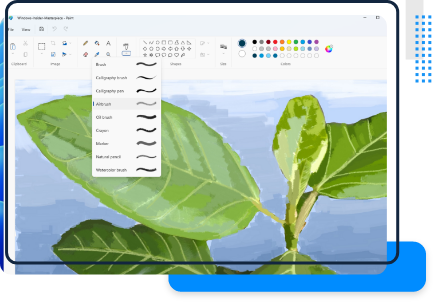 Windows Insider Masterpiece - Paint
File View
Clipboard Image Shapes Size Colors
Brush
Calligraphy brush
Calligraphy pen
Airbrush
Oil brush
Crayon
Marker
Natural pencil
Watercolor brush